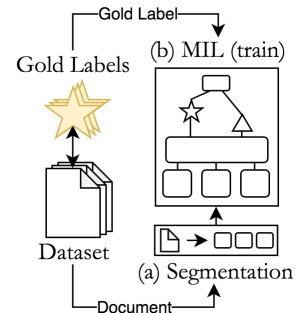 Gold Label
(b) MIL (train)
Gold Labels
Dataset
(a) Segmentation
Document